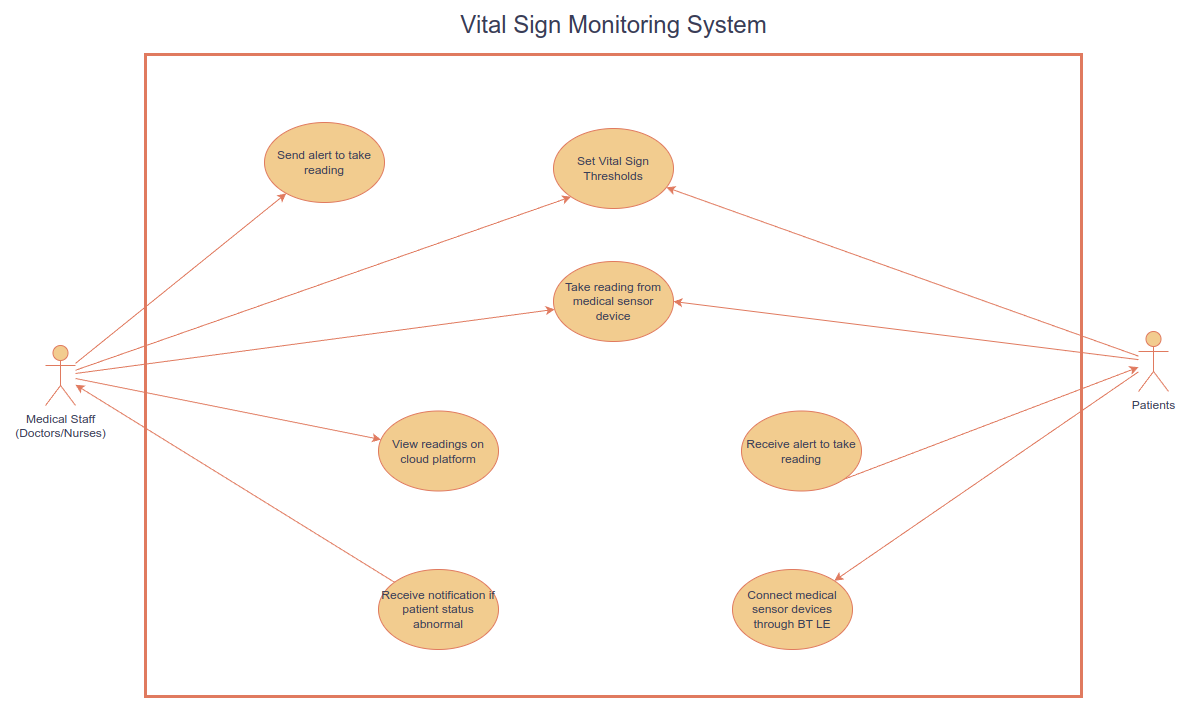 Vital Sign Monitoring System
Send alert to take
reading
Set Vital Sign
Thresholds
Take reading from
medical sensor
device
Medical Staff
(Doctors/Nurses)
Patients
View readings on
cloud platform
Receive alert to take
reading
Receive notification if
patient status
abnormal
Connect medical
sensor devices
through BT LE